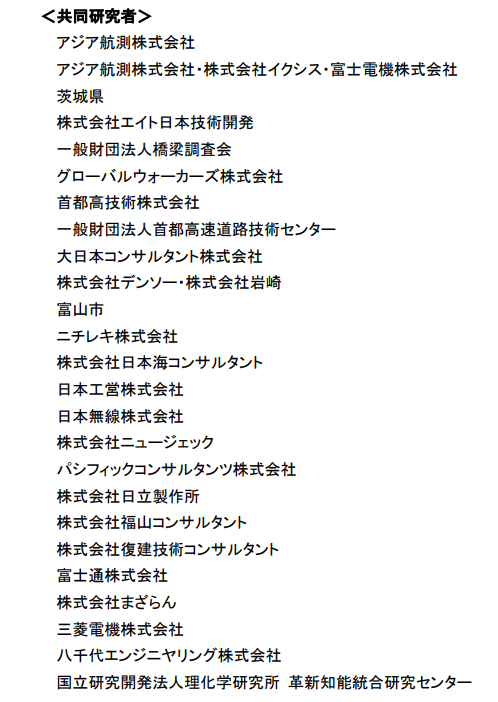 ＜共同研究者＞
アジア航測株式会社
アジア航測株式会社・株式会社イクシス・富士電機株式会社
茨城県
株式会社エイト日本技術開発
一般財団法人橋梁調査会
グローバルウォーカーズ株式会社
首都高技術株式会社
一般財団法人首都高速道路技術センター
大日本コンサルタント株式会社
株式会社デンソー・株式会社岩崎
富山市
ニチレキ株式会社
株式会社日本海コンサルタント
日本工営株式会社
日本無線株式会社
株式会社ニュージェック
パシフィックコンサルタンツ株式会社
株式会社日立製作所
株式会社福山コンサルタント
株式会社復建技術コンサルタント
富士通株式会社
株式会社まざらん
三菱電機株式会社
八千代エンジニヤリング株式会社
国立研究開発法人理化学研究所 革新知能統合研究センター